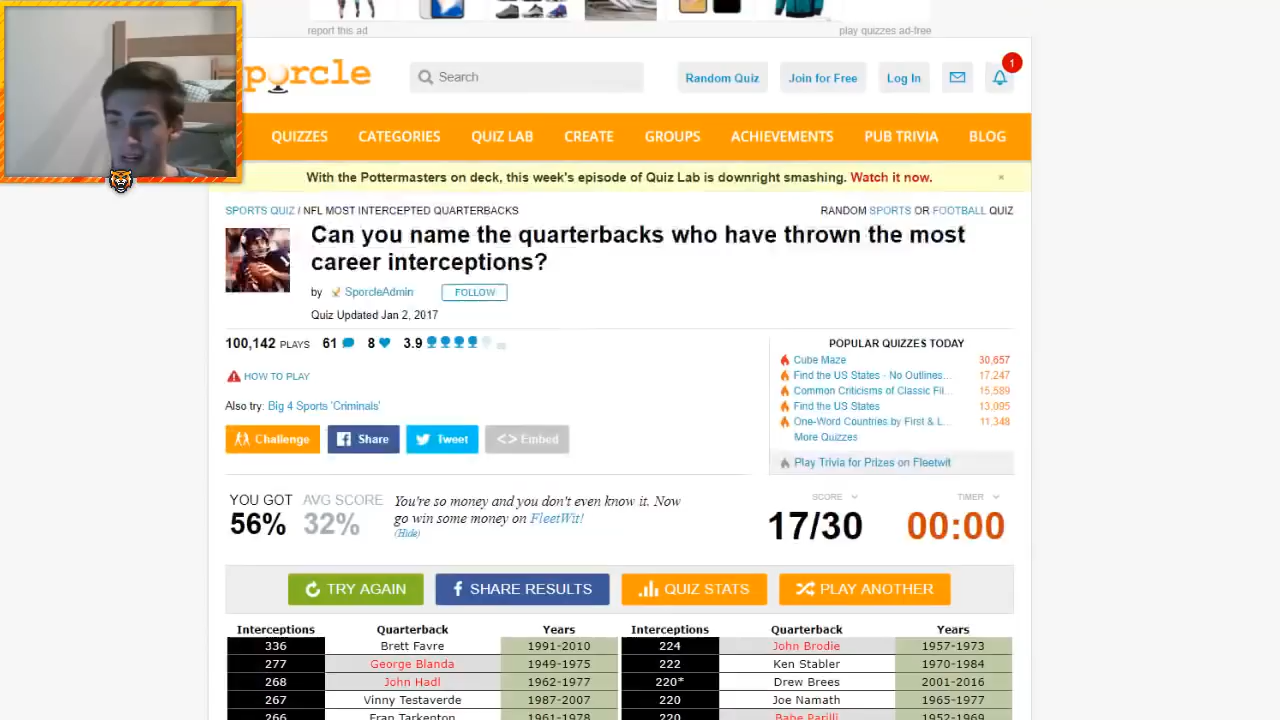 report this ad
play quizzes ad-free
porcle
Search
Random Quiz
Join for Free
Log In
1
QUIZZES
CATEGORIES
QUIZ LAB
CREATE
GROUPS
ACHIEVEMENTS
PUB TRIVIA
BLOG
With the Pottermasters on deck, this week's episode of Quiz Lab is downright smashing. Watch it now. ×
SPORTS QUIZ / NFL MOST INTERCEPTED QUARTERBACKS
RANDOM SPORTS OR FOOTBALL QUIZ
Can you name the quarterbacks who have thrown the most
career interceptions?
by SporcleAdmin FOLLOW
Quiz Updated Jan 2, 2017
100,142 PLAYS 61 8 3.9
HOW TO PLAY
Also try: Big 4 Sports 'Criminals'
Challenge
Share
Tweet
<> Embed
POPULAR QUIZZES TODAY
Cube Maze 30,657
Find the US States - No Outlines... 17,247
Common Criticisms of Classic Fil... 15,589
Find the US States 13,095
One-Word Countries by First & L... 11,348
More Quizzes
Play Trivia for Prizes on Fleetwit
YOU GOT
56%
AVG SCORE
32%
You're so money and you don't even know it. Now
go win some money on FleetWit!
(Hide)
SCORE
17/30
TIMER
00:00
TRY AGAIN
SHARE RESULTS
QUIZ STATS
PLAY ANOTHER
Interceptions Quarterback Years Interceptions Quarterback Years
336 Brett Favre 1991-2010 224 John Brodie 1957-1973
277 George Blanda 1949-1975 222 Ken Stabler 1970-1984
268 John Hadl 1962-1977 220* Drew Brees 2001-2016
267 Vinny Testaverde 1987-2007 220 Joe Namath 1965-1977
266 Fran Tarkenton 1961-1978 220 Babe Parilli 1952-1969